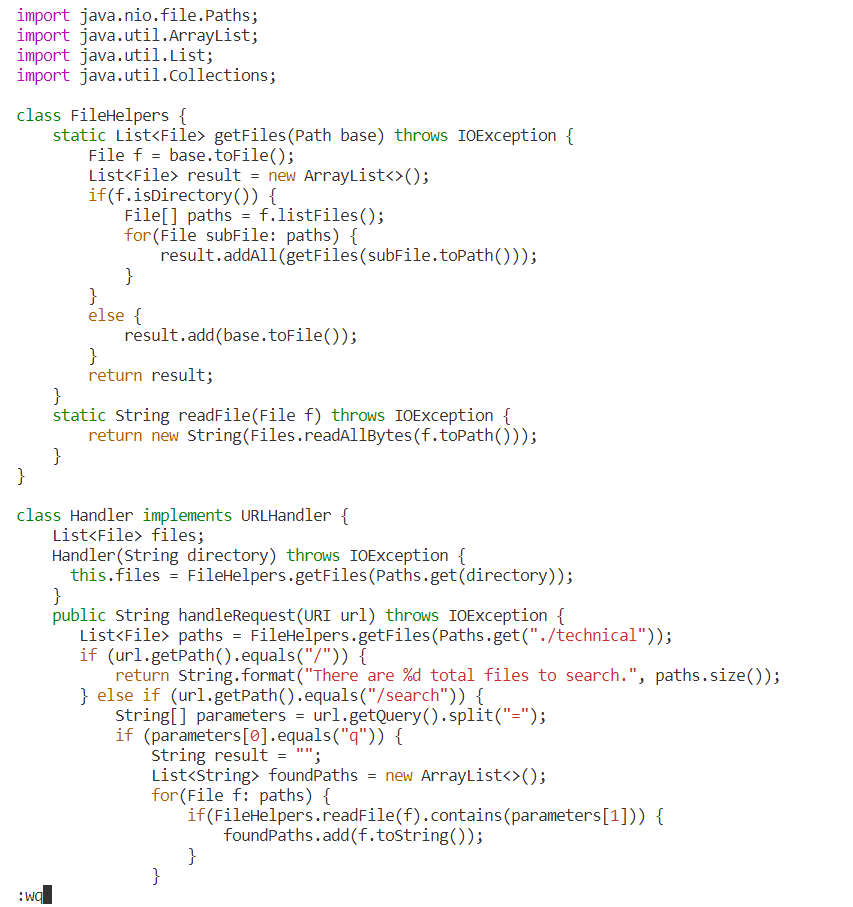 import java.nio.file.Paths;
import java.util.ArrayList;
import java.util.List;
import java.util.Collections;

class FileHelpers {
    static List<File> getFiles(Path base) throws IOException {
        File f = base.toFile();
        List<File> result = new ArrayList<>();
        if(f.isDirectory()) {
            File[] paths = f.listFiles();
            for(File subFile: paths) {
                result.addAll(getFiles(subFile.toPath()));
            }
        }
        else {
            result.add(base.toFile());
        }
        return result;
    }
    static String readFile(File f) throws IOException {
        return new String(Files.readAllBytes(f.toPath()));
    }
}

class Handler implements URLHandler {
    List<File> files;
    Handler(String directory) throws IOException {
      this.files = FileHelpers.getFiles(Paths.get(directory));
    }
    public String handleRequest(URI url) throws IOException {
       List<File> paths = FileHelpers.getFiles(Paths.get("./technical"));
       if (url.getPath().equals("/")) {
           return String.format("There are %d total files to search.", paths.size());
       } else if (url.getPath().equals("/search")) {
           String[] parameters = url.getQuery().split("=");
           if (parameters[0].equals("q")) {
               String result = "";
               List<String> foundPaths = new ArrayList<>();
               for(File f: paths) {
                   if(FileHelpers.readFile(f).contains(parameters[1])) {
                       foundPaths.add(f.toString());
                   }
               }
:wq